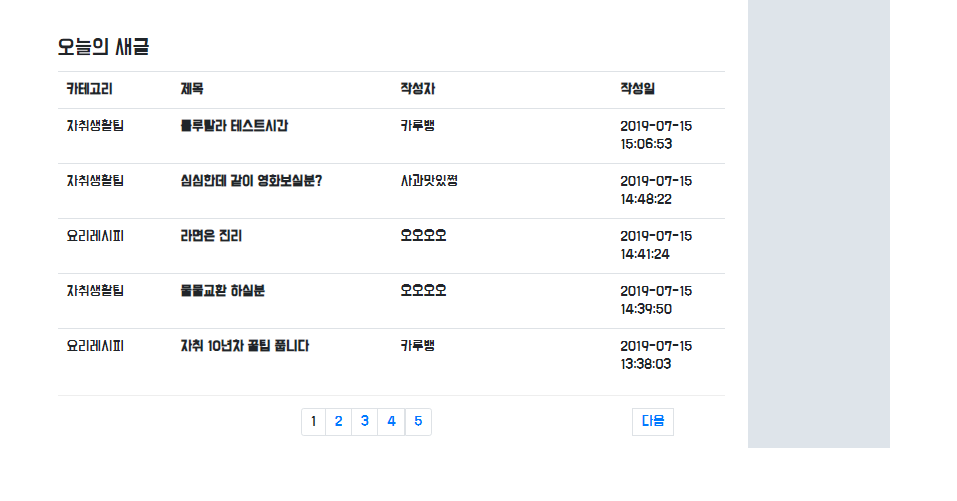 오늘의 새글
카테고리 제목 작성자 작성일
자취생활팁 룰루랄라 테스트시간 카루뱅 2019-07-15
15:06:53
자취생활팁 심심한데 같이 영화보실분? 사과맛있쩡 2019-07-15
14:48:22
요리레시피 라면은 진리 오오오오 2019-07-15
14:41:24
자취생활팁 물물교환 하실분 오오오오 2019-07-15
14:39:50
요리레시피 자취 10년차 꿀팁 풉니다 카루뱅 2019-07-15
13:38:03
1 2 3 4 5 다음